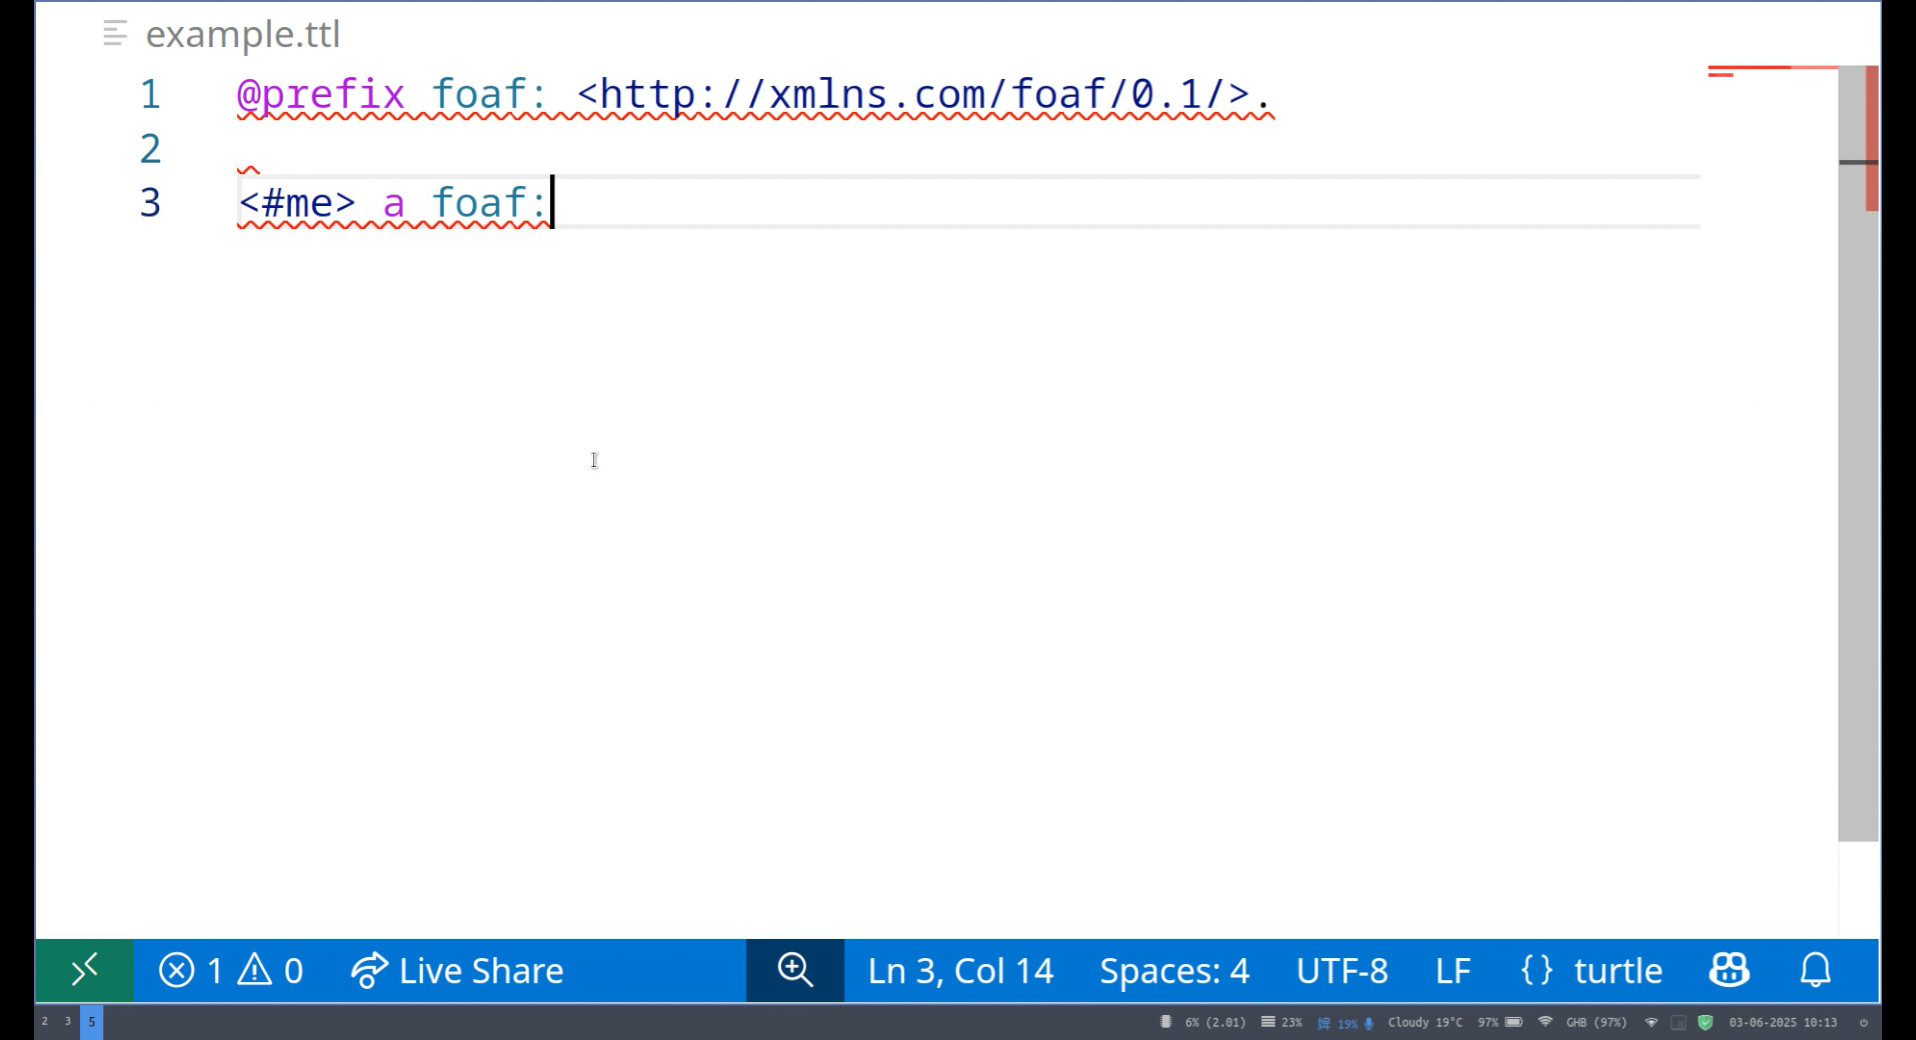 example.ttl
1 @prefix foaf: <http://xmlns.com/foaf/0.1/>.
2
3 <#me> a foaf:
1 0 Live Share Ln 3, Col 14 Spaces: 4 UTF-8 LF {} turtle
2 3 5 6% (2.01) 23% 19% Cloudy 19°C 97% GHB (97%) 03-06-2025 10:13